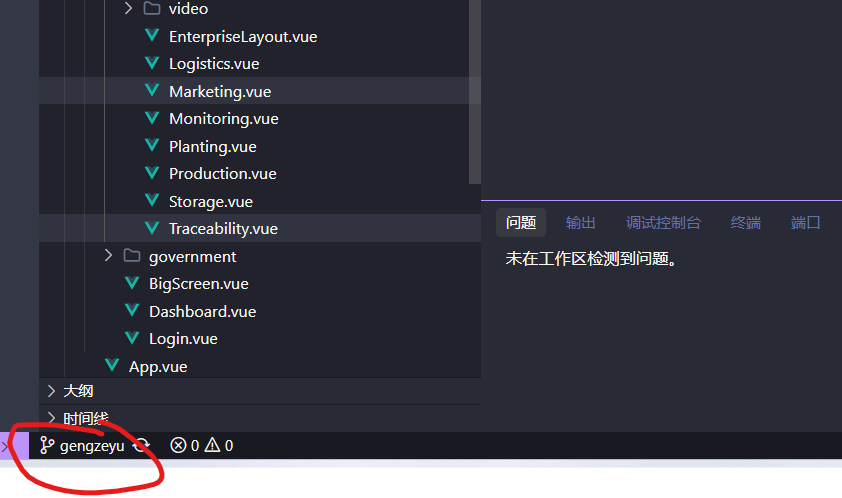 video
EnterpriseLayout.vue
Logistics.vue
Marketing.vue
Monitoring.vue
Planting.vue
Production.vue
Storage.vue
Traceability.vue
government
BigScreen.vue
Dashboard.vue
Login.vue
App.vue
大纲
时间线
gengzeyu 0 0
问题 输出 调试控制台 终端 端口
未在工作区检测到问题。